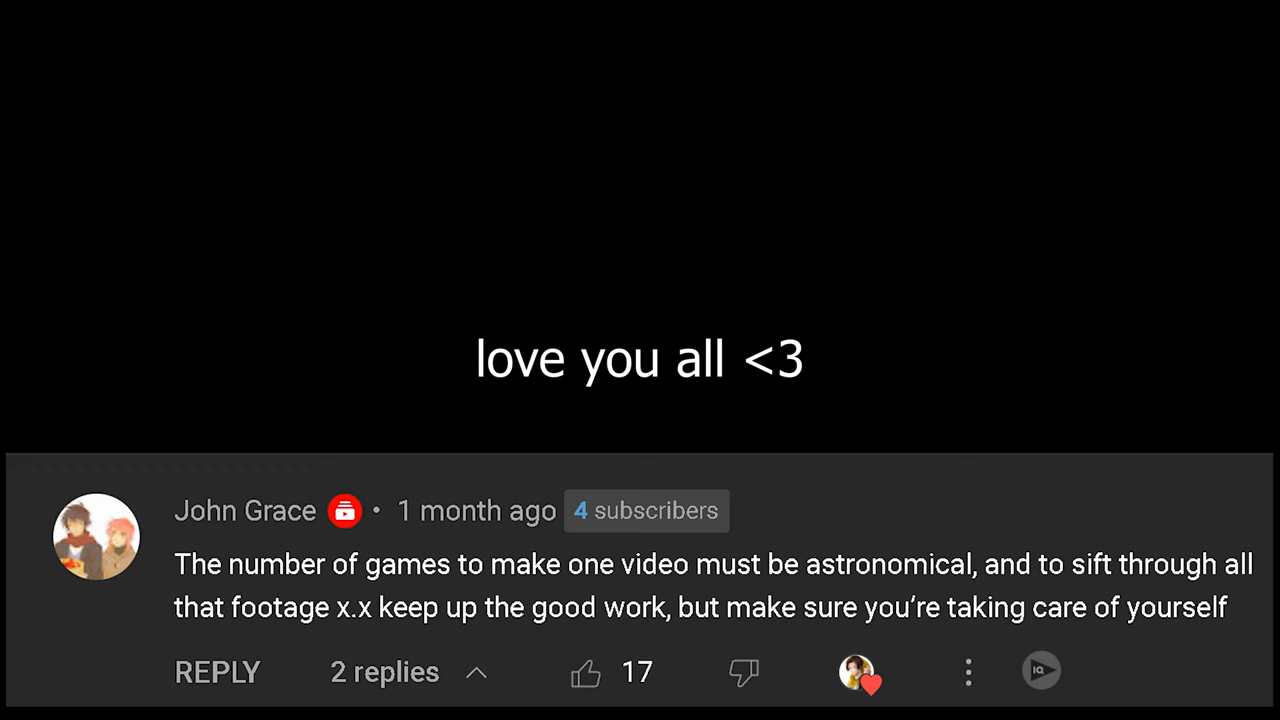 love you all <3
John Grace • 1 month ago 4 subscribers
The number of games to make one video must be astronomical, and to sift through all
that footage x.x keep up the good work, but make sure you’re taking care of yourself
REPLY 2 replies 17 IQ